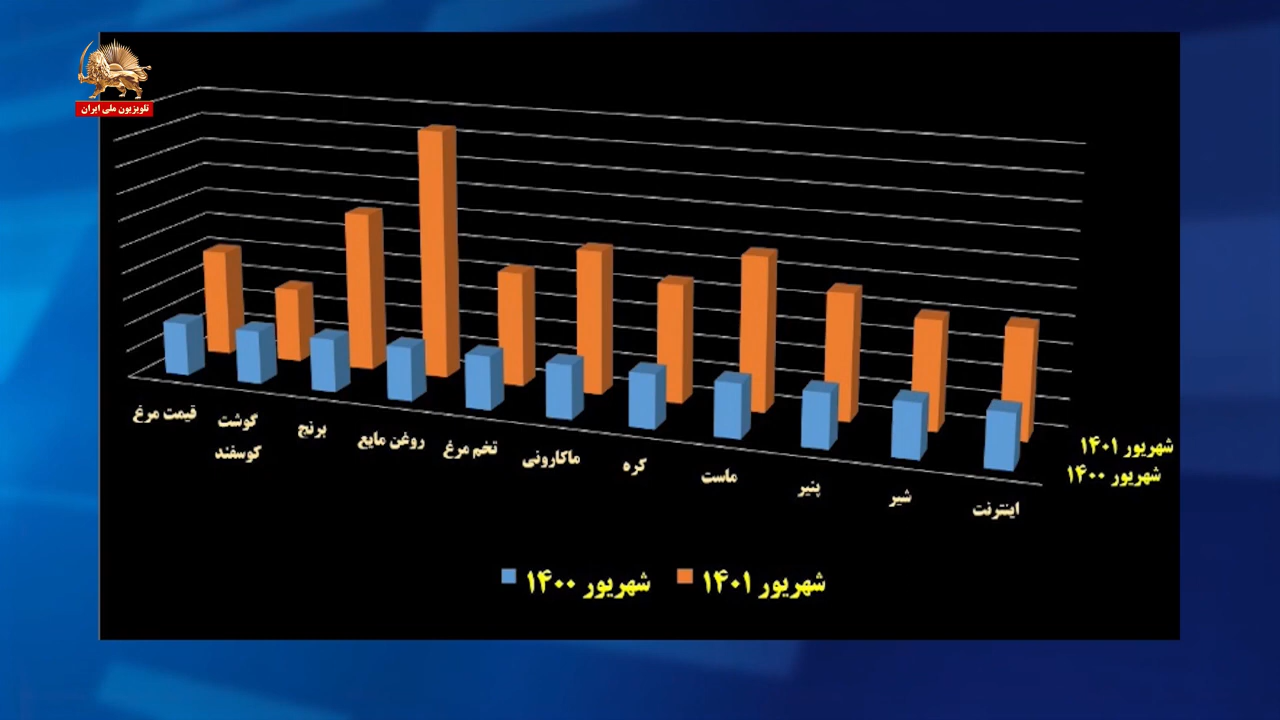 تلویزیون ملی ایران
قیمت مرغ
گوشت
گوسفند
برنج
روغن مایع
تخم مرغ
ماکارونی
کره
ماست
پنیر
شیر
اینترنت
شهریور ۱۴۰۱
شهریور ۱۴۰۰
شهریور ۱۴۰۰
شهریور ۱۴۰۱